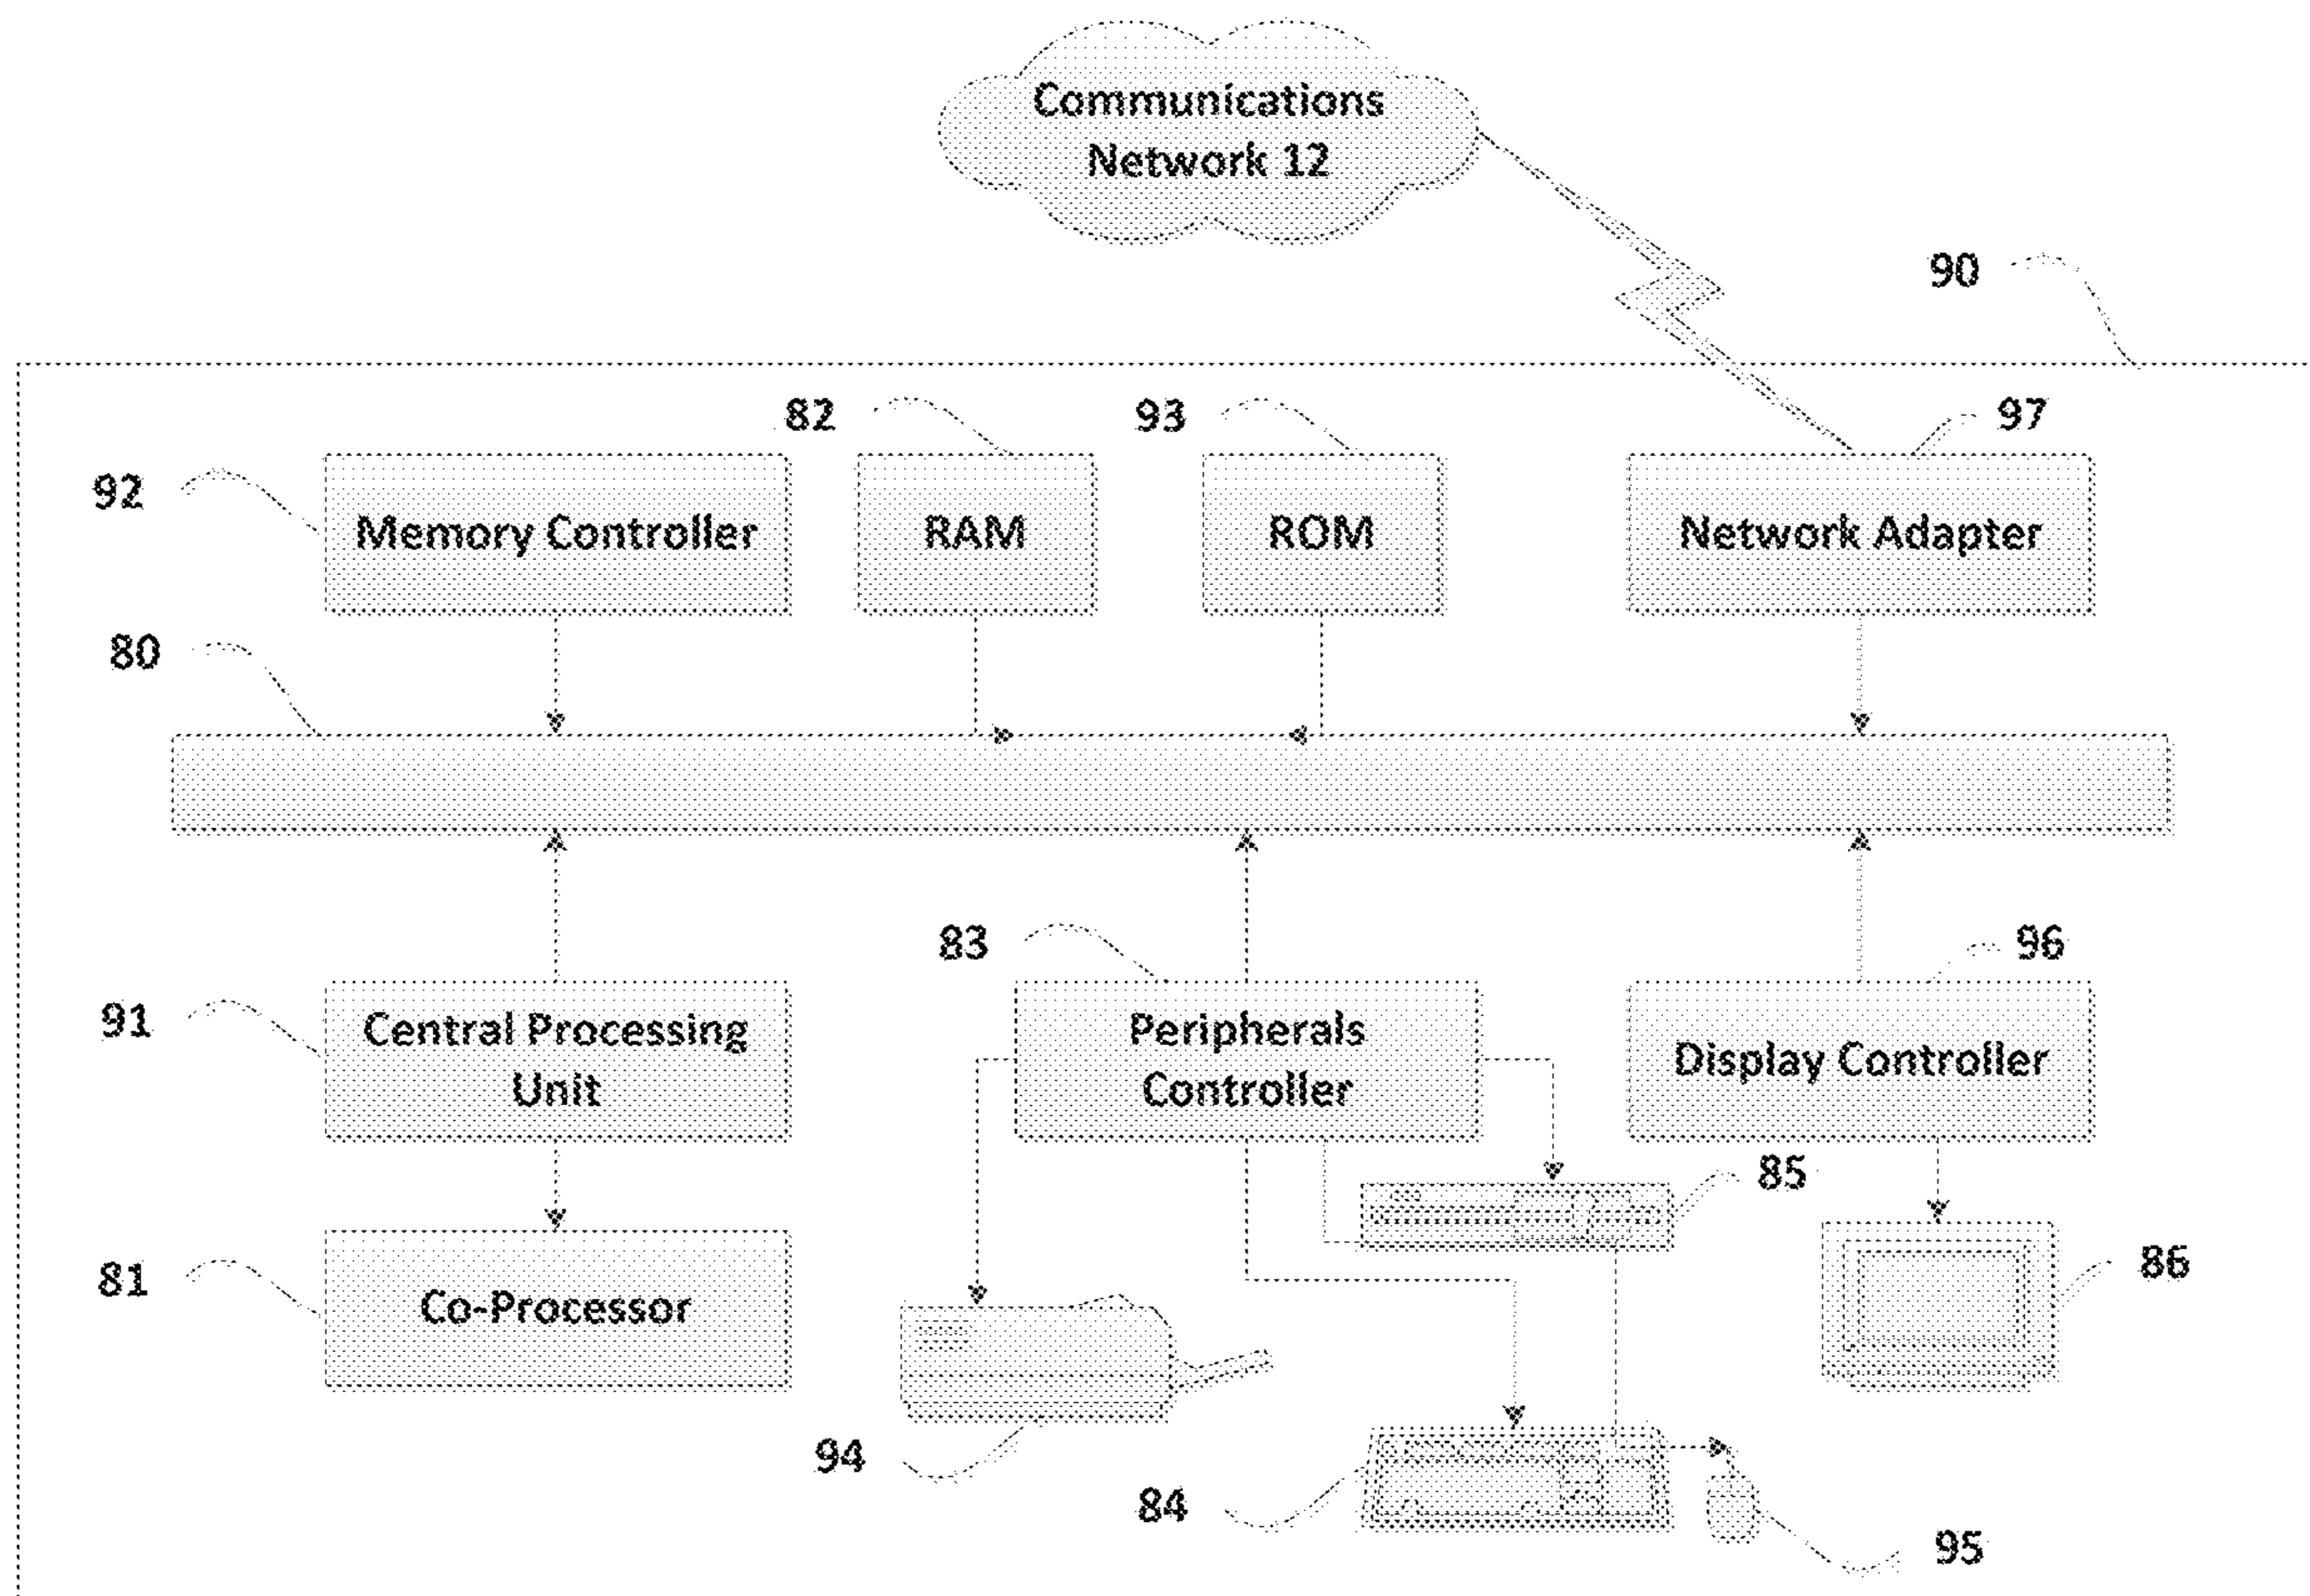 Communications
Network 12
90
82
93
97
92
Memory Controller
RAM
ROM
Network Adapter
80
83
96
91
Central Processing
Unit
Peripherals
Controller
Display Controller
85
81
Co-Processor
86
94
84
95